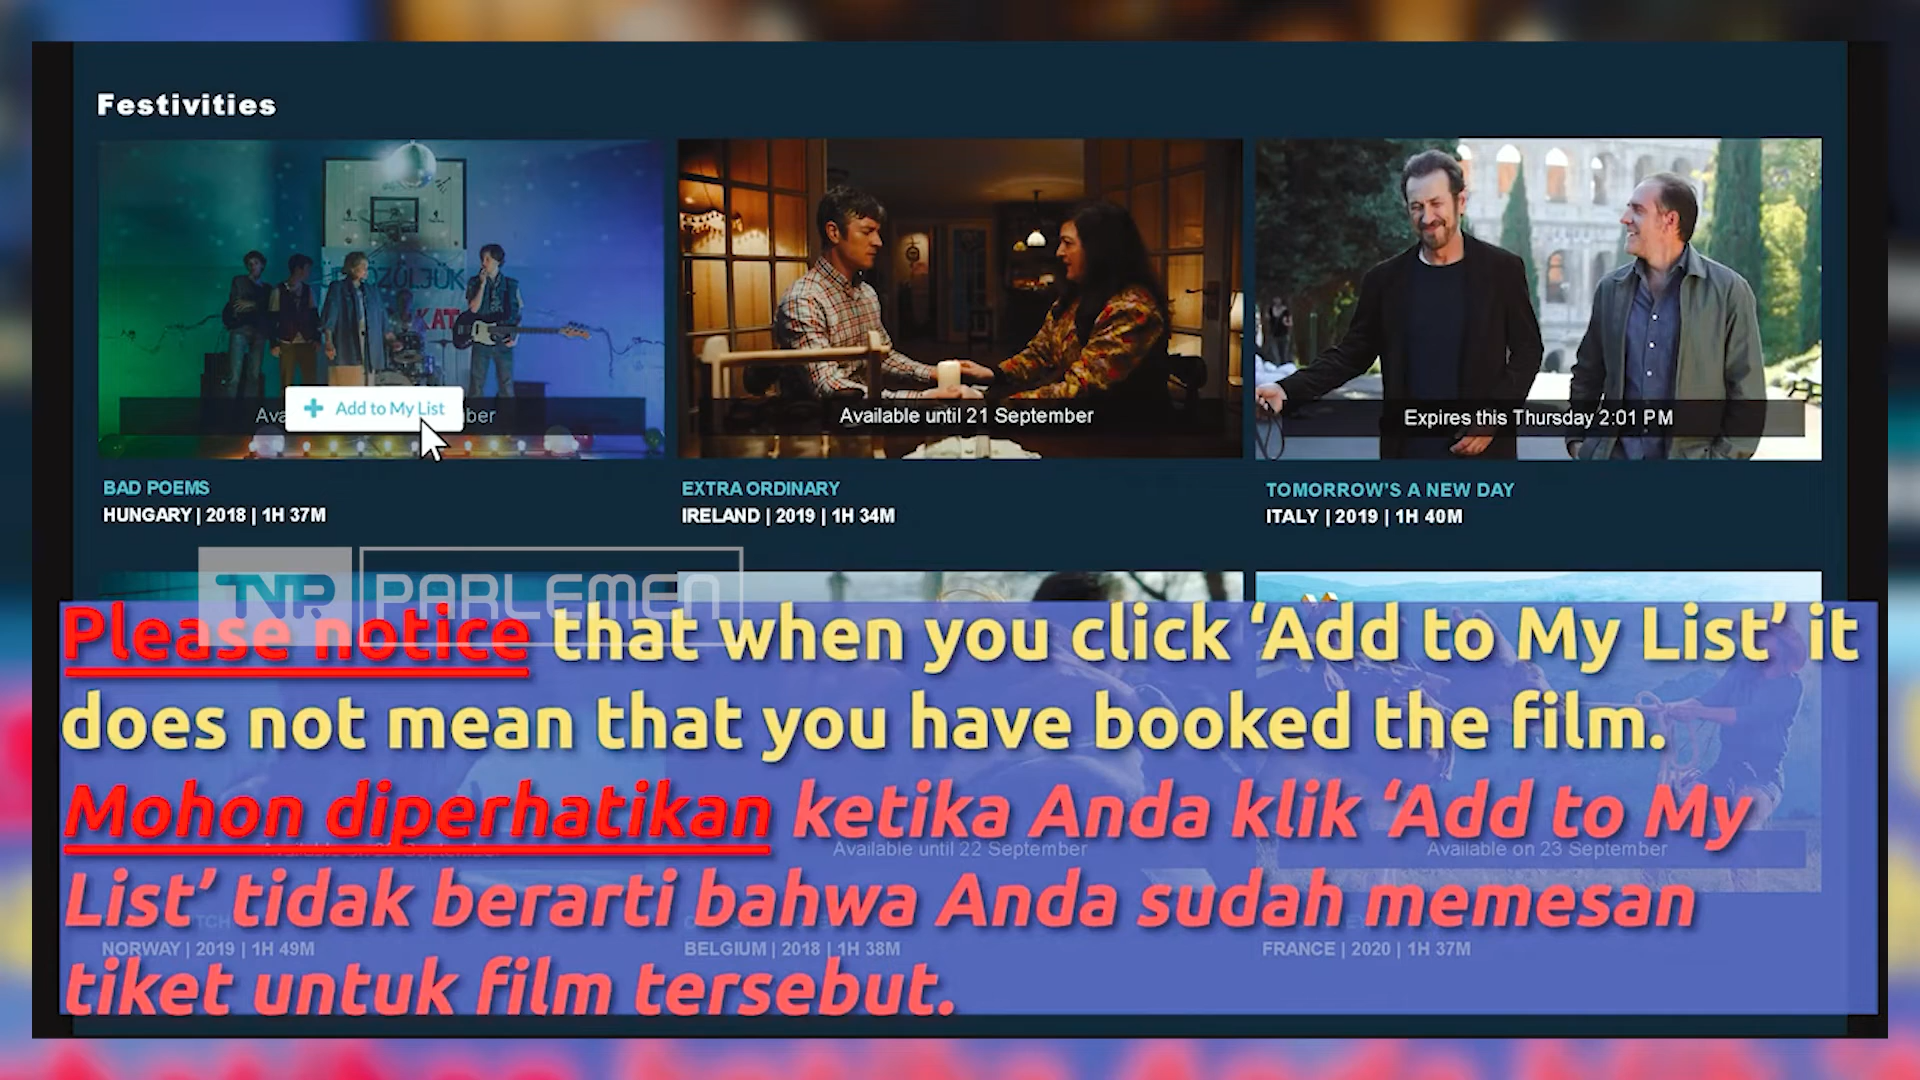 Festivities
ÜDVÖZÖLJÜK
+ Add to My List
Available until 21 September
Expires this Thursday 2:01 PM
BAD POEMS
HUNGARY | 2018 | 1H 37M
EXTRA ORDINARY
IRELAND | 2019 | 1H 34M
TOMORROW'S A NEW DAY
ITALY | 2019 | 1H 40M
TVR PARLEMEN
Please notice that when you click ‘Add to My List’ it
does not mean that you have booked the film.
Mohon diperhatikan ketika Anda klik ‘Add to My
List’ tidak berarti bahwa Anda sudah memesan
tiket untuk film tersebut.
Available until 22 September
Available on 23 September
NORWAY | 2019 | 1H 49M
BELGIUM | 2018 | 1H 38M
FRANCE | 2020 | 1H 37M